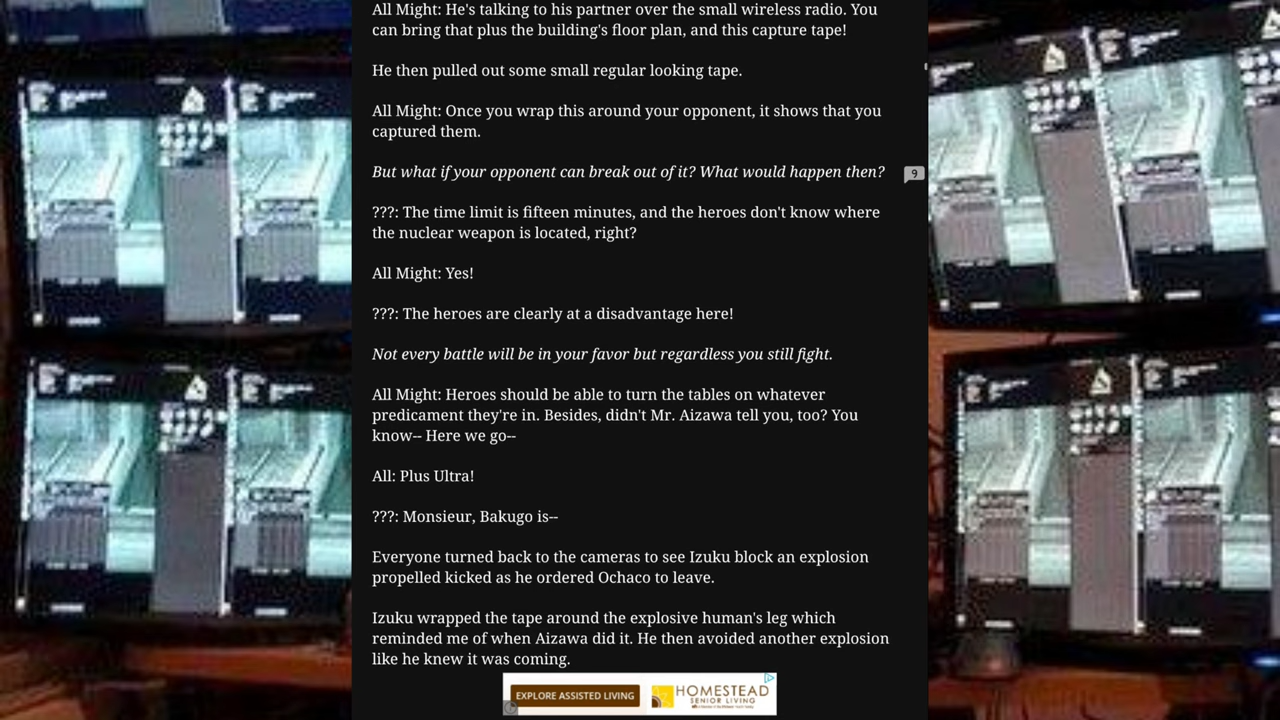 All Might: He's talking to his partner over the small wireless radio. You
can bring that plus the building's floor plan, and this capture tape!
He then pulled out some small regular looking tape.
All Might: Once you wrap this around your opponent, it shows that you
captured them.
But what if your opponent can break out of it? What would happen then?
9
???: The time limit is fifteen minutes, and the heroes don't know where
the nuclear weapon is located, right?
All Might: Yes!
???: The heroes are clearly at a disadvantage here!
Not every battle will be in your favor but regardless you still fight.
All Might: Heroes should be able to turn the tables on whatever
predicament they're in. Besides, didn't Mr. Aizawa tell you, too? You
know-- Here we go--
All: Plus Ultra!
???: Monsieur, Bakugo is--
Everyone turned back to the cameras to see Izuku block an explosion
propelled kicked as he ordered Ochaco to leave.
Izuku wrapped the tape around the explosive human's leg which
reminded me of when Aizawa did it. He then avoided another explosion
like he knew it was coming.
EXPLORE ASSISTED LIVING
HOMESTEAD
SENIOR LIVING